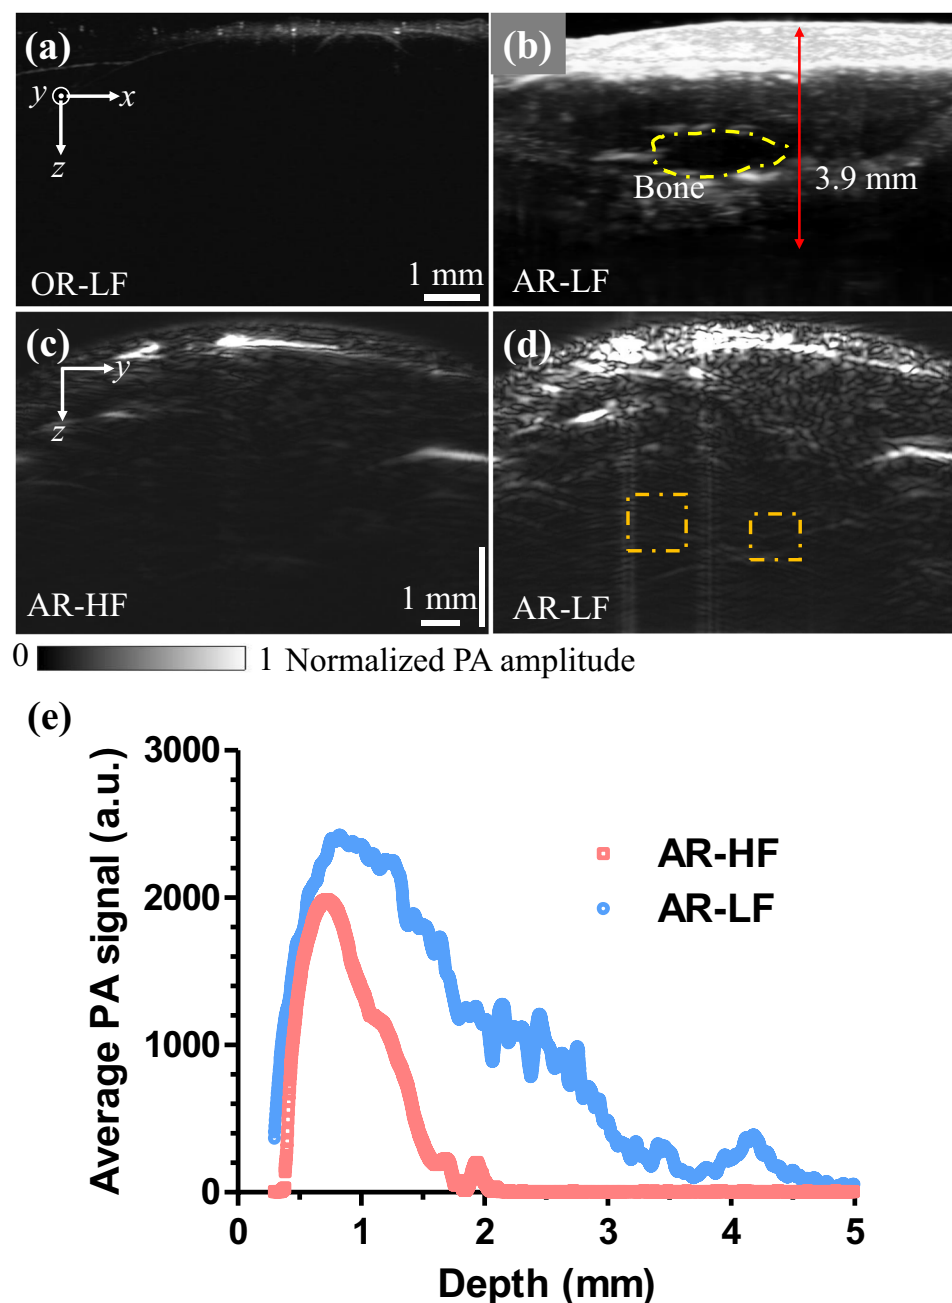 (a)
y x
z
OR-LF
1 mm
(b)
Bone
3.9 mm
AR-LF
(c)
y
z
AR-HF
1 mm
(d)
AR-LF
0 1 Normalized PA amplitude
(e)
Average PA signal (a.u.)
3000
2000
1000
0
AR-HF
AR-LF
0 1 2 3 4 5
Depth (mm)